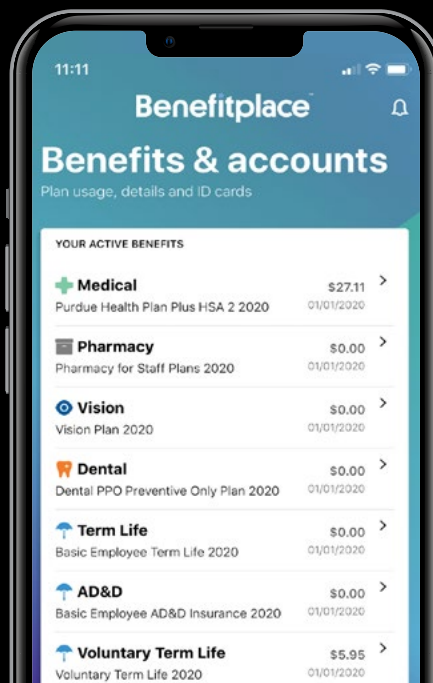 11:11
Benefitplace™
Benefits & accounts
Plan usage, details and ID cards
YOUR ACTIVE BENEFITS
Medical $27.11 >
Purdue Health Plan Plus HSA 2 2020 01/01/2020
Pharmacy $0.00 >
Pharmacy for Staff Plans 2020 01/01/2020
Vision $0.00 >
Vision Plan 2020 01/01/2020
Dental $0.00 >
Dental PPO Preventive Only Plan 2020 01/01/2020
Term Life $0.00 >
Basic Employee Term Life 2020 01/01/2020
AD&D $0.00 >
Basic Employee AD&D Insurance 2020 01/01/2020
Voluntary Term Life $5.95 >
Voluntary Term Life 2020 01/01/2020